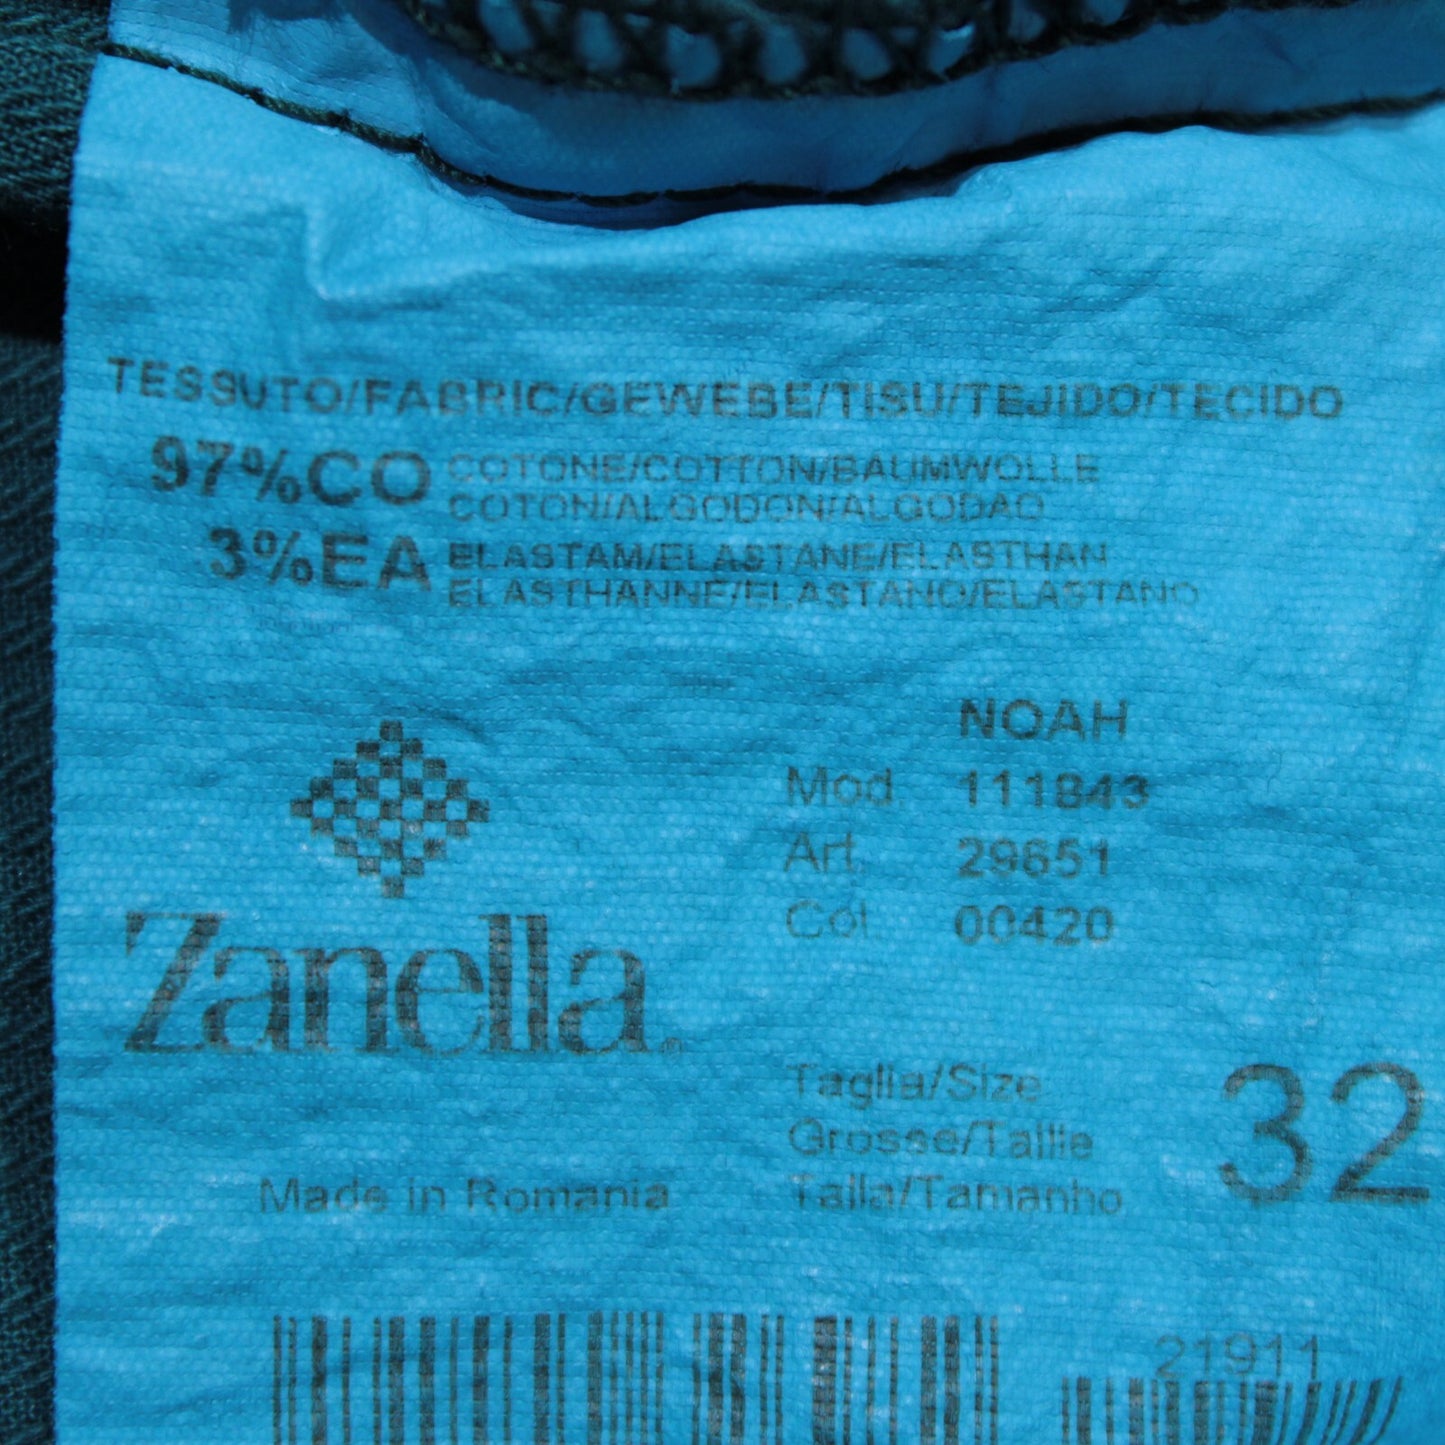 TESSUTO/FABRIC/GEWEBE/TISU/TEJIDO/TECIDO
97%CO COTONE/COTTON/BAUMWOLLE
COTON/ALGODON/ALGODAO
3%EA ELASTAM/ELASTANE/ELASTHAN
ELASTHANNE/ELASTANO/ELASTANO
NOAH
Mod. 111843
Art. 29651
Col 00420
Zanella®
Taglia/Size
Grosse/Taille
Talla/Tamanho
32
Made in Romania
21911